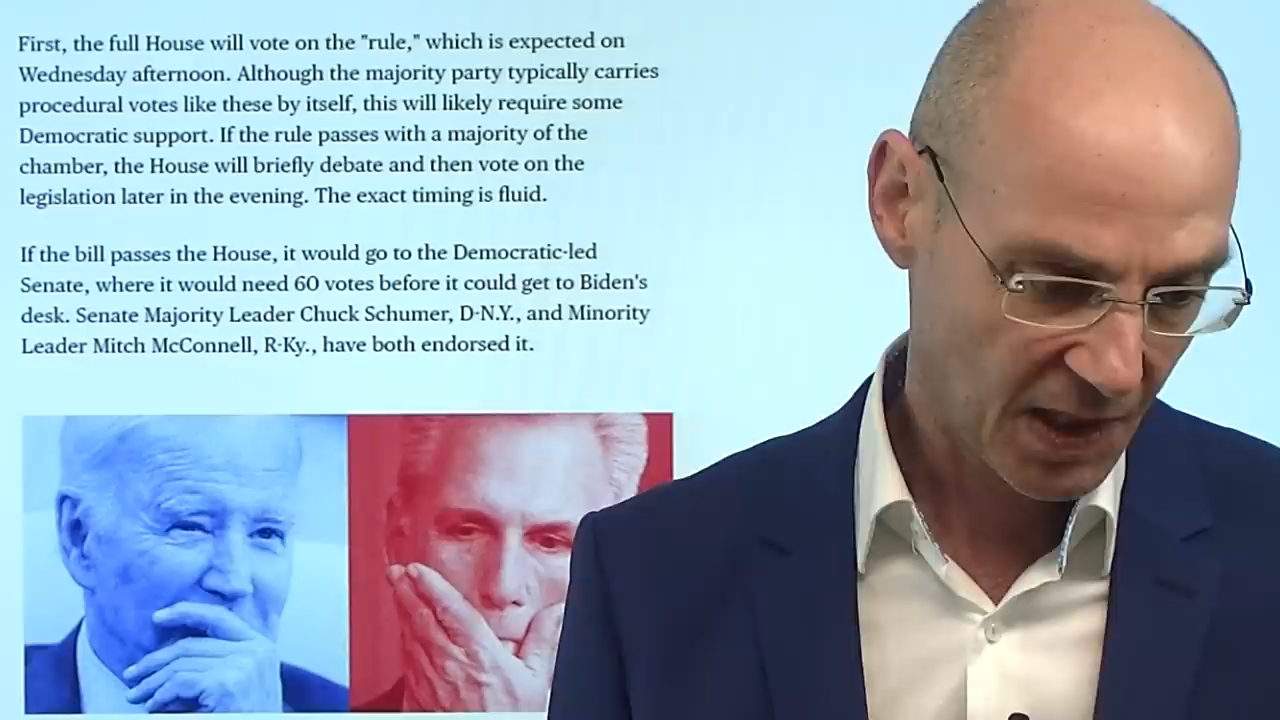 First, the full House will vote on the "rule," which is expected on
Wednesday afternoon. Although the majority party typically carries
procedural votes like these by itself, this will likely require some
Democratic support. If the rule passes with a majority of the
chamber, the House will briefly debate and then vote on the
legislation later in the evening. The exact timing is fluid.
If the bill passes the House, it would go to the Democratic-led
Senate, where it would need 60 votes before it could get to Biden's
desk. Senate Majority Leader Chuck Schumer, D-N.Y., and Minority
Leader Mitch McConnell, R-Ky., have both endorsed it.